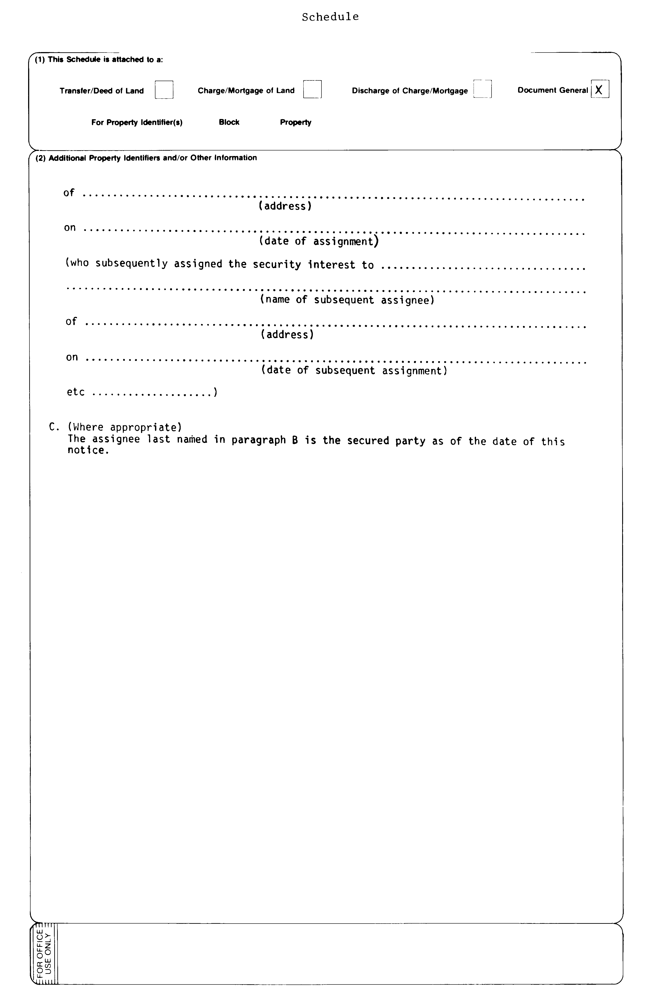 Schedule
(1) This Schedule is attached to a:
Transfer/Deed of Land Charge/Mortgage of Land Discharge of Charge/Mortgage Document General X
For Property Identifier(s) Block Property
(2) Additional Property Identifiers and/or Other Information
of ...................................................................................
(address)
on ...................................................................................
(date of assignment)
(who subsequently assigned the security interest to ..................................
......................................................................................
(name of subsequent assignee)
of ...................................................................................
(address)
on ...................................................................................
(date of subsequent assignment)
etc ....................)
C. (Where appropriate)
The assignee last named in paragraph B is the secured party as of the date of this
notice.
FOR OFFICE
USE ONLY